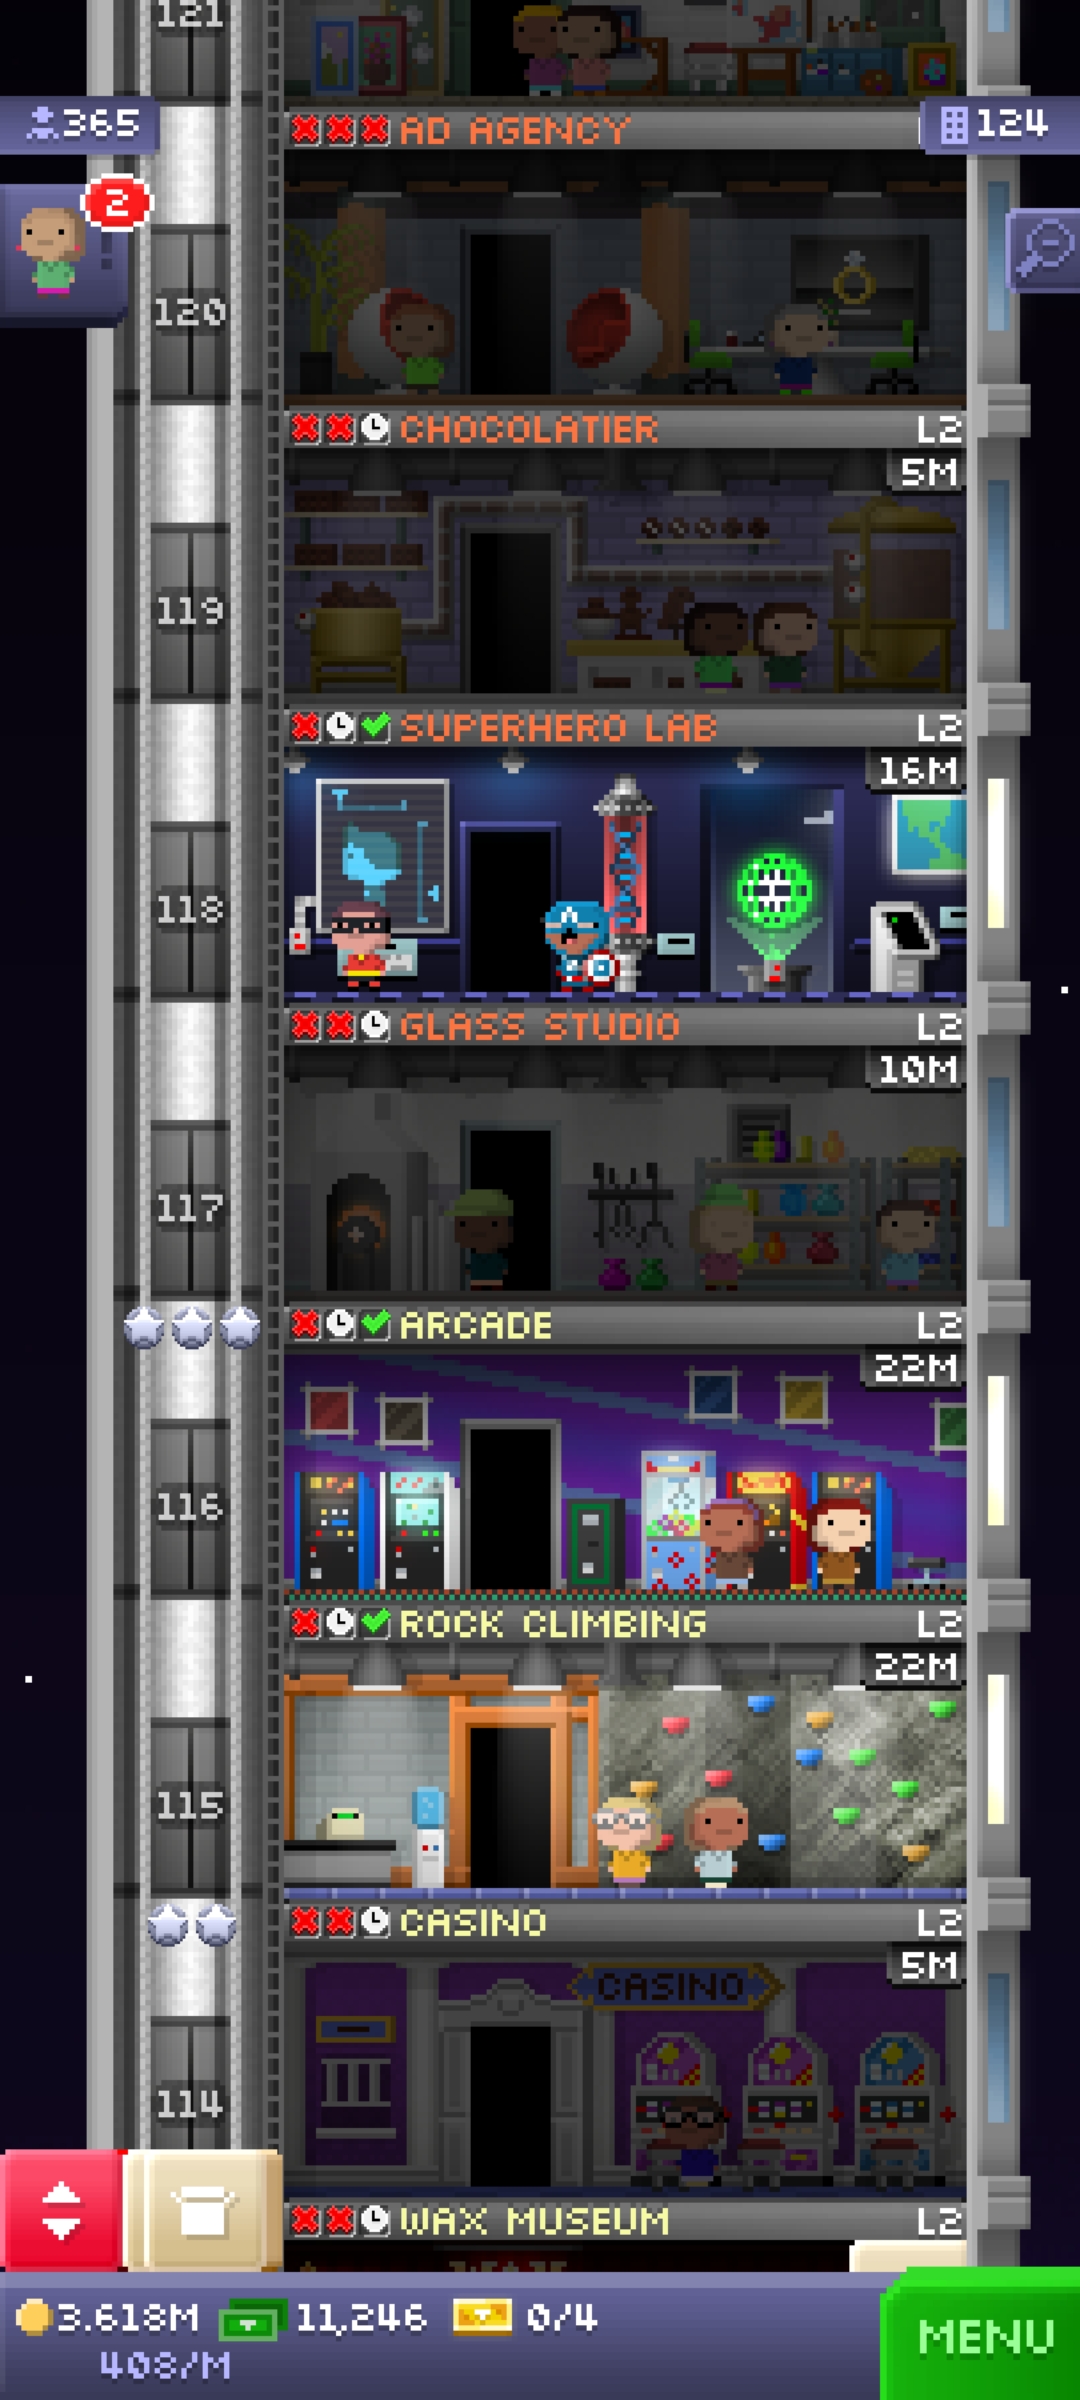 121
365
AD AGENCY
124
2
120
CHOCOLATIER L2
5M
119
SUPERHERO LAB L2
16M
118
GLASS STUDIO L2
10M
117
ARCADE L2
22M
116
ROCK CLIMBING L2
22M
115
CASINO L2
5M
CASINO
114
WAX MUSEUM L2
3.618M 11,246 0/4
408/M
MENU